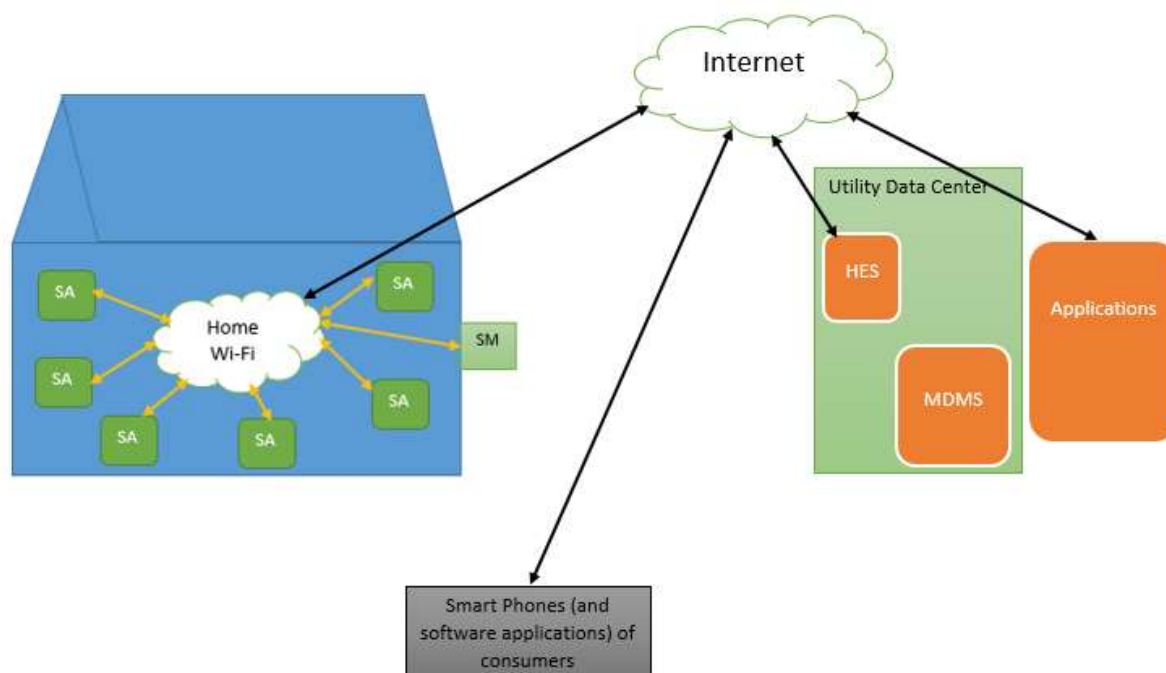 Internet
Utility Data Center
HES
MDMS
Applications
SA
SA
SA
SA
SA
SA
Home
Wi-Fi
SM
Smart Phones (and
software applications) of
consumers